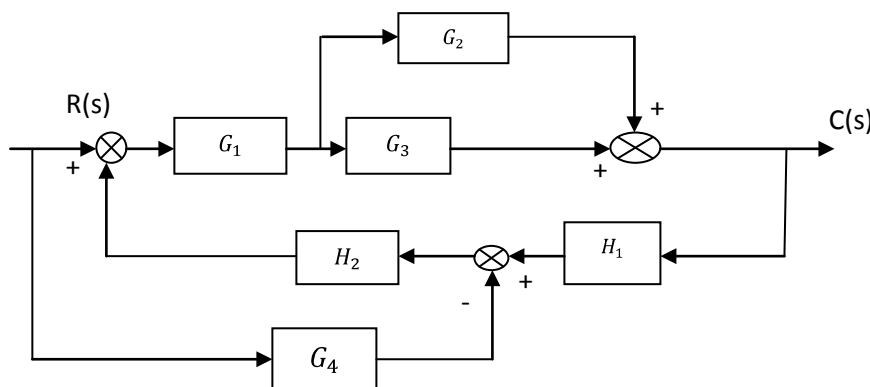 G₂
R(s)
+
C(s)
+
G₁
G₃
+
H₂
H₁
+
-
G₄